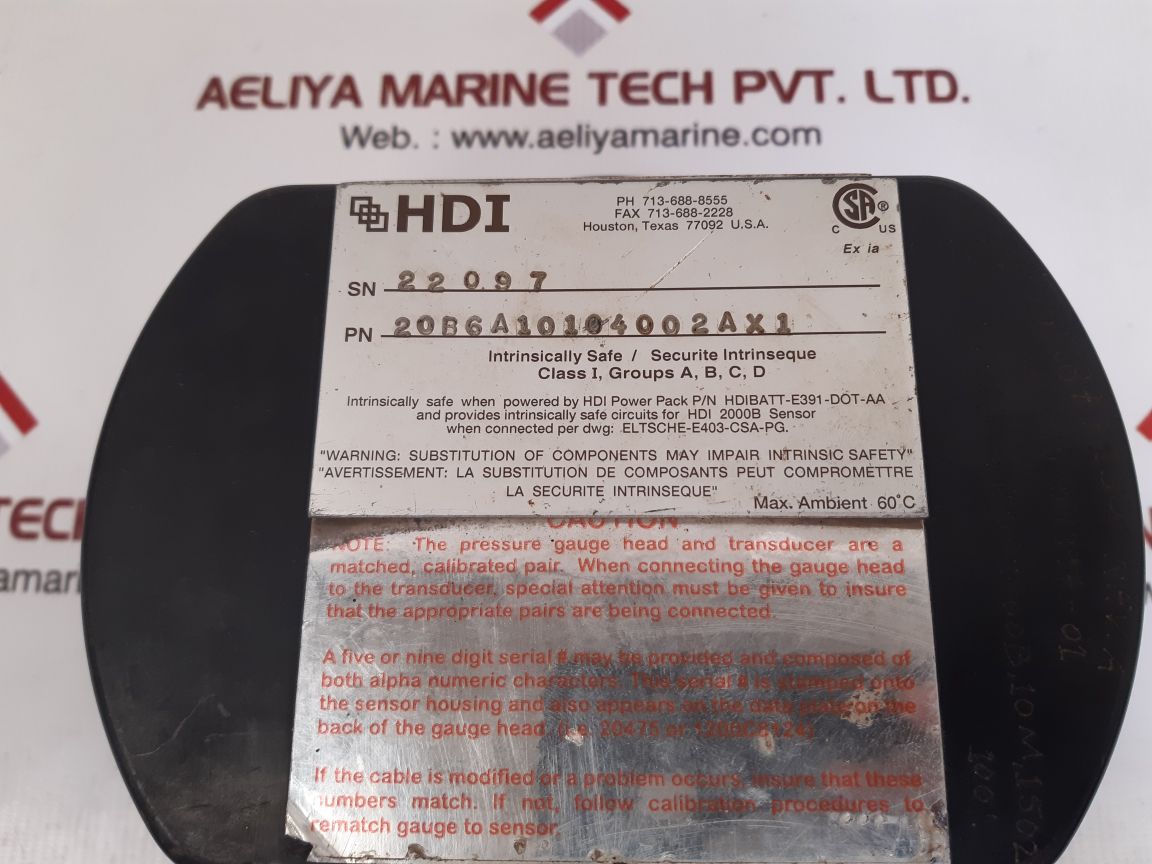 AELIYA MARINE TECH PVT. LTD.
Web. : www.aeliyamarine.com
HDI
PH 713-688-8555
FAX 713-688-2228
Houston, Texas 77092 U.S.A.
CSA ®
C US
Ex ia
SN 22097
PN 20B6A10104002AX1
Intrinsically Safe / Securite Intrinseque
Class I, Groups A, B, C, D
Intrinsically safe when powered by HDI Power Pack P/N HDIBATT-E391-DOT-AA
and provides intrinsically safe circuits for HDI 2000B Sensor
when connected per dwg: ELTSCHE-E403-CSA-PG.
"WARNING: SUBSTITUTION OF COMPONENTS MAY IMPAIR INTRINSIC SAFETY"
"AVERTISSEMENT: LA SUBSTITUTION DE COMPOSANTS PEUT COMPROMETTRE
LA SECURITE INTRINSEQUE"
Max. Ambient 60°C
CAUTION
NOTE: The pressure gauge head and transducer are a
matched, calibrated pair. When connecting the gauge head
to the transducer, special attention must be given to insure
that the appropriate pairs are being connected.
A five or nine digit serial # may be provided and composed of
both alpha numeric characters. This serial # is stamped onto
the sensor housing and also appears on the data plate on the
back of the gauge head. (i.e. 20475 or 1200C8124)
If the cable is modified or a problem occurs, insure that these
numbers match. If not, follow calibration procedures to
rematch gauge to sensor.
TECH